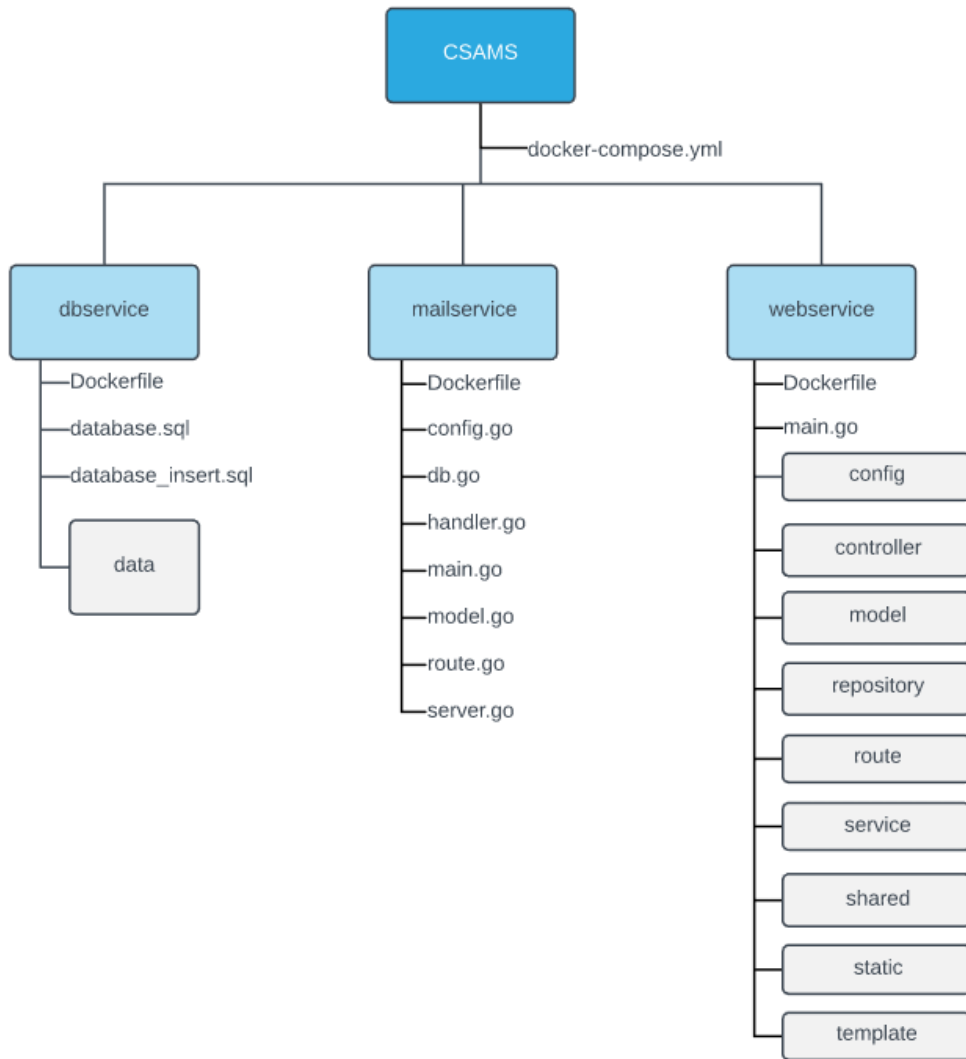 CSAMS
docker-compose.yml
dbservice
Dockerfile
database.sql
database_insert.sql
data
mailservice
Dockerfile
config.go
db.go
handler.go
main.go
model.go
route.go
server.go
webservice
Dockerfile
main.go
config
controller
model
repository
route
service
shared
static
template